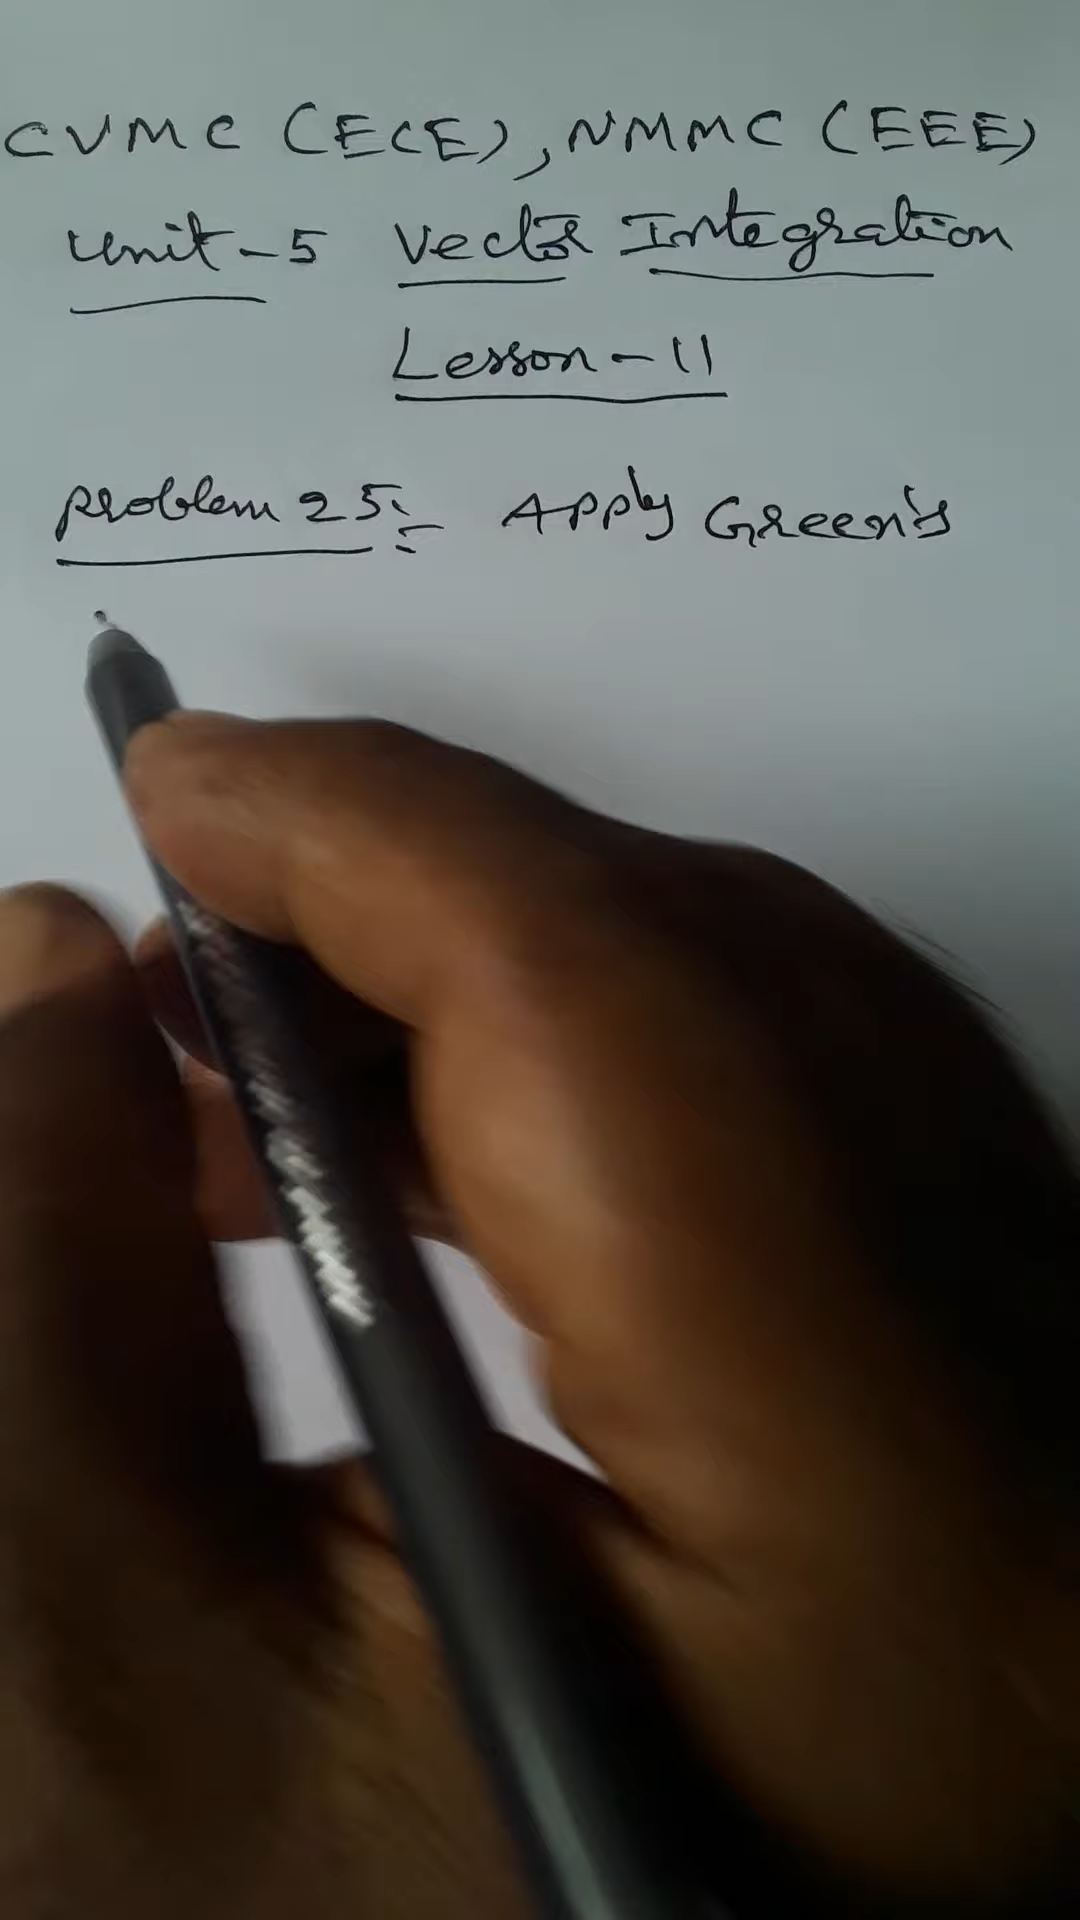 CVMC (ECE), NMMC (EEE)
Unit-5 Vector Integration
Lesson-11
Problem 25:- Apply Green's